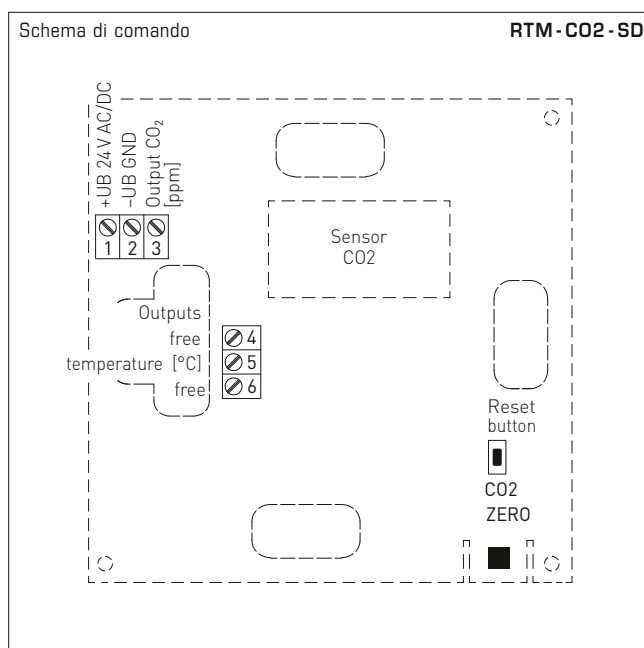 Schema di comando
RTM-CO2-SD
+UB 24V AC/DC
–UB GND
Output CO₂
[ppm]
1 2 3
Sensor
CO2
Outputs
free 4
temperature [°C] 5
free 6
Reset
button
CO2
ZERO